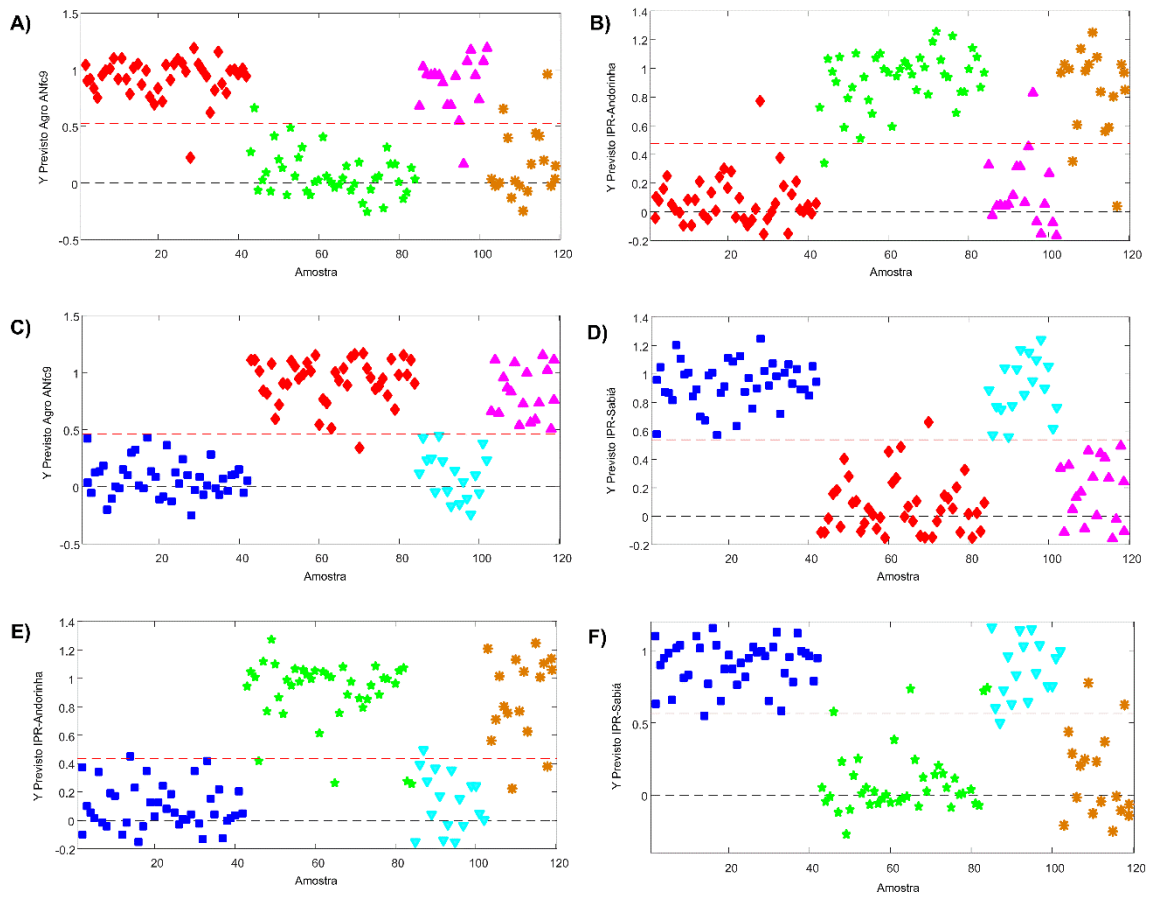 A)
Y Previsto Agro ANfc9
1.5
1
0.5
0
-0.5
0 20 40 60 80 100 120
Amostra
B)
Y Previsto IPR-Andorinha
1.4
1.2
1
0.8
0.6
0.4
0.2
0
-0.2
20 40 60 80 100 120
Amostra
C)
Y Previsto Agro ANfc9
1.5
1
0.5
0
-0.5
20 40 60 80 100 120
Amostra
D)
Y Previsto IPR-Sabiá
1.4
1.2
1
0.8
0.6
0.4
0.2
0
-0.2
20 40 60 80 100 120
Amostra
E)
Y Previsto IPR-Andorinha
1.4
1.2
1
0.8
0.6
0.4
0.2
0
-0.2
20 40 60 80 100 120
Amostra
F)
Y Previsto IPR-Sabiá
1
0.5
0
20 40 60 80 100 120
Amostra